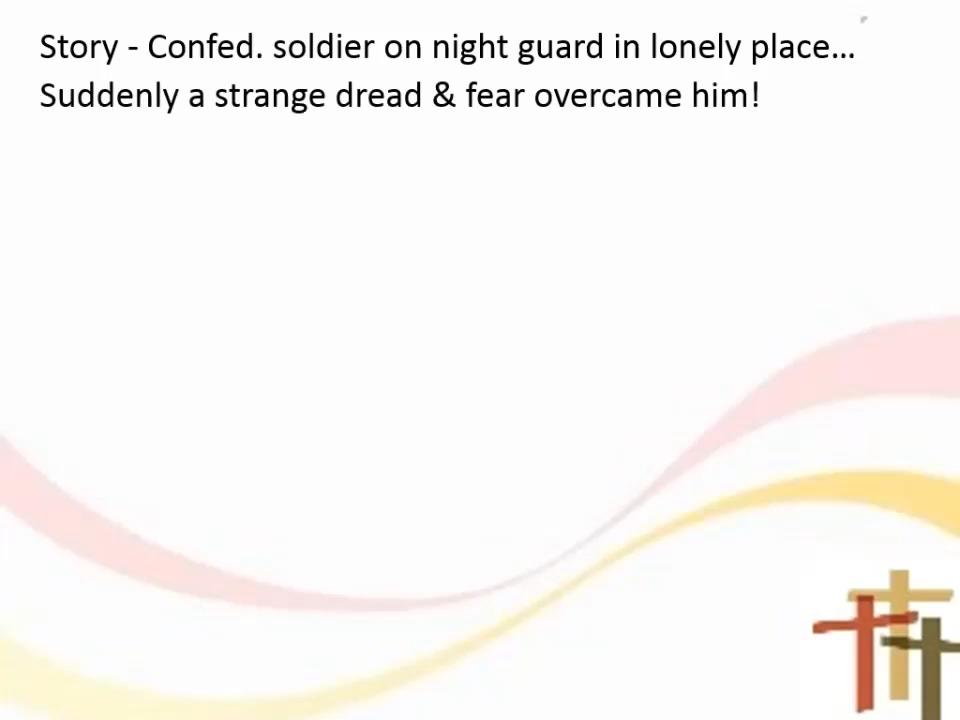 Story - Confed. soldier on night guard in lonely place...
Suddenly a strange dread & fear overcame him!